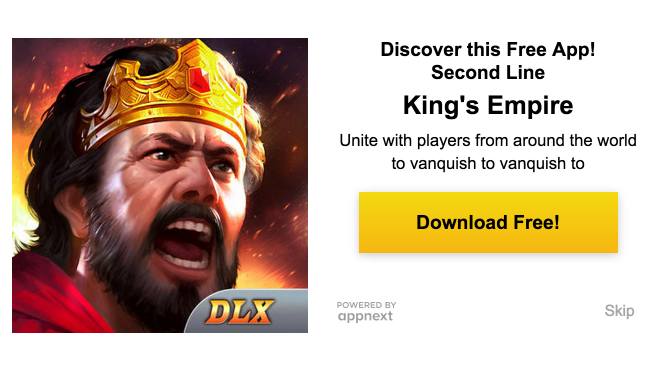 Discover this Free App!
Second Line
King's Empire
Unite with players from around the world
to vanquish to vanquish to
Download Free!
DLX
POWERED BY
appnext
Skip